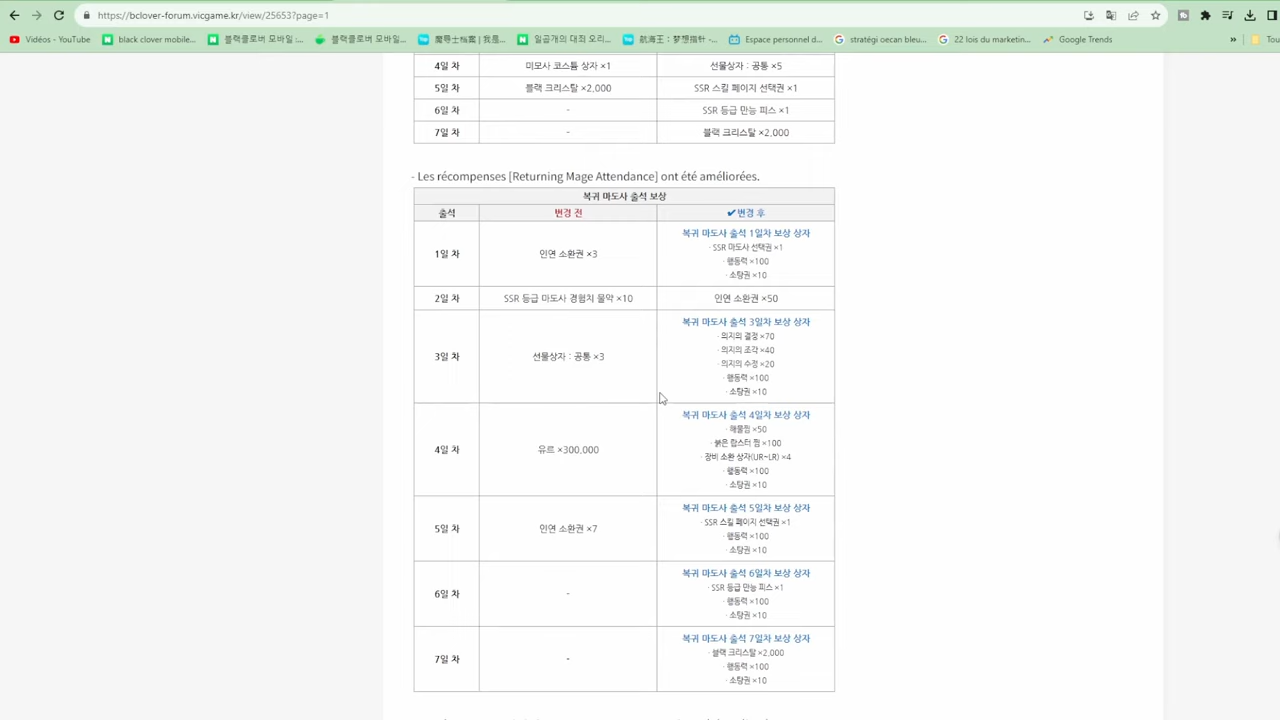 https://bclover-forum.vicgame.kr/view/25653?page=1
Vidéos - YouTube
black clover mobile...
블랙클로버 모바일 :...
블랙클로버 모바일...
魔辱士档案 | 我是...
일곱개의 대죄 오리...
航海王：梦想指针 -...
Espace personnel d...
stratégi oecan bleu...
22 lois du marketin...
Google Trends
»
Tou
4일 차 미모사 코스튬 상자 ×1 선물상자 : 공통 ×5
5일 차 블랙 크리스탈 ×2,000 SSR 스킬 페이지 선택권 ×1
6일 차 - SSR 등급 만능 피스 ×1
7일 차 - 블랙 크리스탈 ×2,000
- Les récompenses [Returning Mage Attendance] ont été améliorées.
복귀 마도사 출석 보상
출석 변경 전 ✔변경 후
1일 차 인연 소환권 ×3
복귀 마도사 출석 1일차 보상 상자
· SSR 마도사 선택권 ×1
· 행동력 ×100
· 소탕권 ×10
2일 차 SSR 등급 마도사 경험치 물약 ×10 인연 소환권 ×50
3일 차 선물상자 : 공통 ×3
복귀 마도사 출석 3일차 보상 상자
· 의지의 결정 ×70
· 의지의 조각 ×40
· 의지의 수정 ×20
· 행동력 ×100
· 소탕권 ×10
4일 차 유르 ×300,000
복귀 마도사 출석 4일차 보상 상자
· 해물찜 ×50
· 붉은 랍스터 찜 ×100
· 장비 소환 상자(UR~LR) ×4
· 행동력 ×100
· 소탕권 ×10
5일 차 인연 소환권 ×7
복귀 마도사 출석 5일차 보상 상자
· SSR 스킬 페이지 선택권 ×1
· 행동력 ×100
· 소탕권 ×10
6일 차 -
복귀 마도사 출석 6일차 보상 상자
· SSR 등급 만능 피스 ×1
· 행동력 ×100
· 소탕권 ×10
7일 차 -
복귀 마도사 출석 7일차 보상 상자
· 블랙 크리스탈 ×2,000
· 행동력 ×100
· 소탕권 ×10